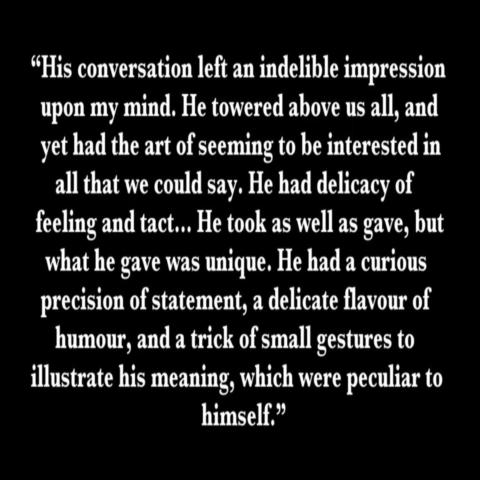 “His conversation left an indelible impression
upon my mind. He towered above us all, and
yet had the art of seeming to be interested in
all that we could say. He had delicacy of
feeling and tact... He took as well as gave, but
what he gave was unique. He had a curious
precision of statement, a delicate flavour of
humour, and a trick of small gestures to
illustrate his meaning, which were peculiar to
himself.”